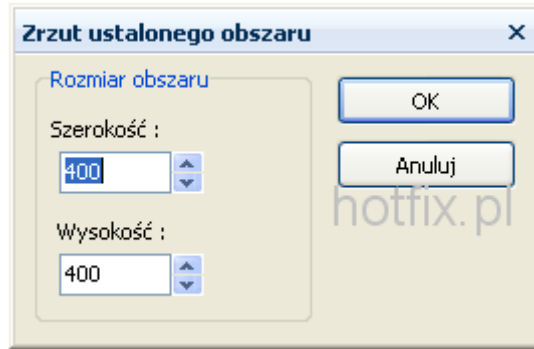 Zrzut ustalonego obszaru
Rozmiar obszaru
Szerokość :
400
Wysokość :
400
OK
Anuluj
hotfix.pl